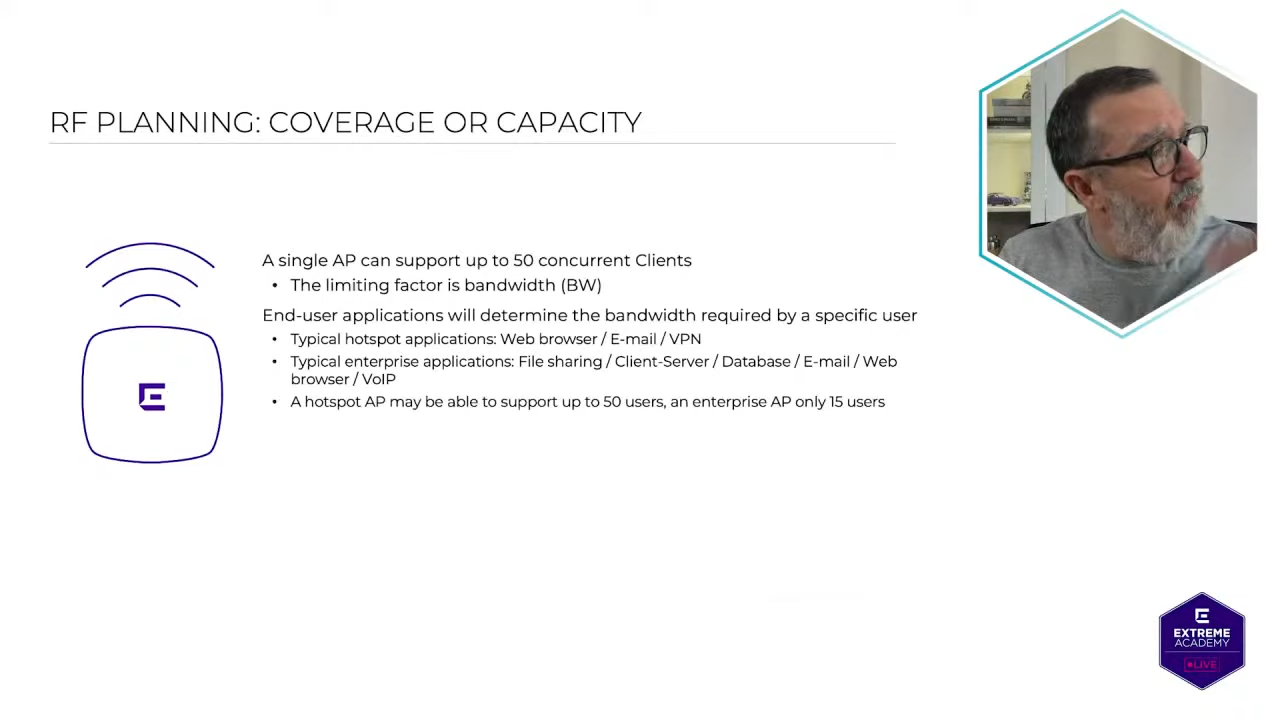 RF PLANNING: COVERAGE OR CAPACITY
A single AP can support up to 50 concurrent Clients
• The limiting factor is bandwidth (BW)
End-user applications will determine the bandwidth required by a specific user
• Typical hotspot applications: Web browser / E-mail / VPN
• Typical enterprise applications: File sharing / Client-Server / Database / E-mail / Web
browser / VoIP
• A hotspot AP may be able to support up to 50 users, an enterprise AP only 15 users
EXTREME
ACADEMY
LIVE